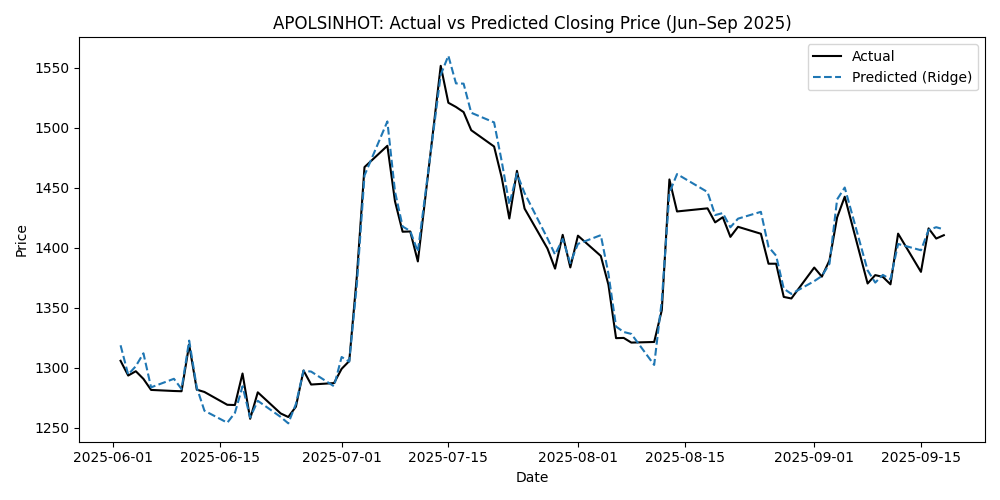 APOLSINHOT: Actual vs Predicted Closing Price (Jun–Sep 2025)
Actual
Predicted (Ridge)
Price
1550
1500
1450
1400
1350
1300
1250
2025-06-01 2025-06-15 2025-07-01 2025-07-15 2025-08-01 2025-08-15 2025-09-01 2025-09-15
Date